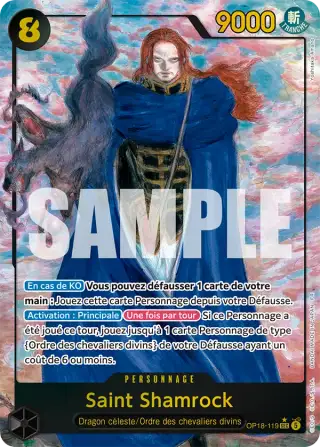 8
9000
斬
TRANCHE
SAMPLE
En cas de KO Vous pouvez défausser 1 carte de votre
main : Jouez cette carte Personnage depuis votre Défausse.
Activation : Principale Une fois par tour Si ce Personnage a
été joué ce tour, jouez jusqu'à 1 carte Personnage de type
{Ordre des chevaliers divins} de votre Défausse ayant un
coût de 6 ou moins.
PERSONNAGE
Saint Shamrock
Dragon céleste/Ordre des chevaliers divins
OP18-119 SEC